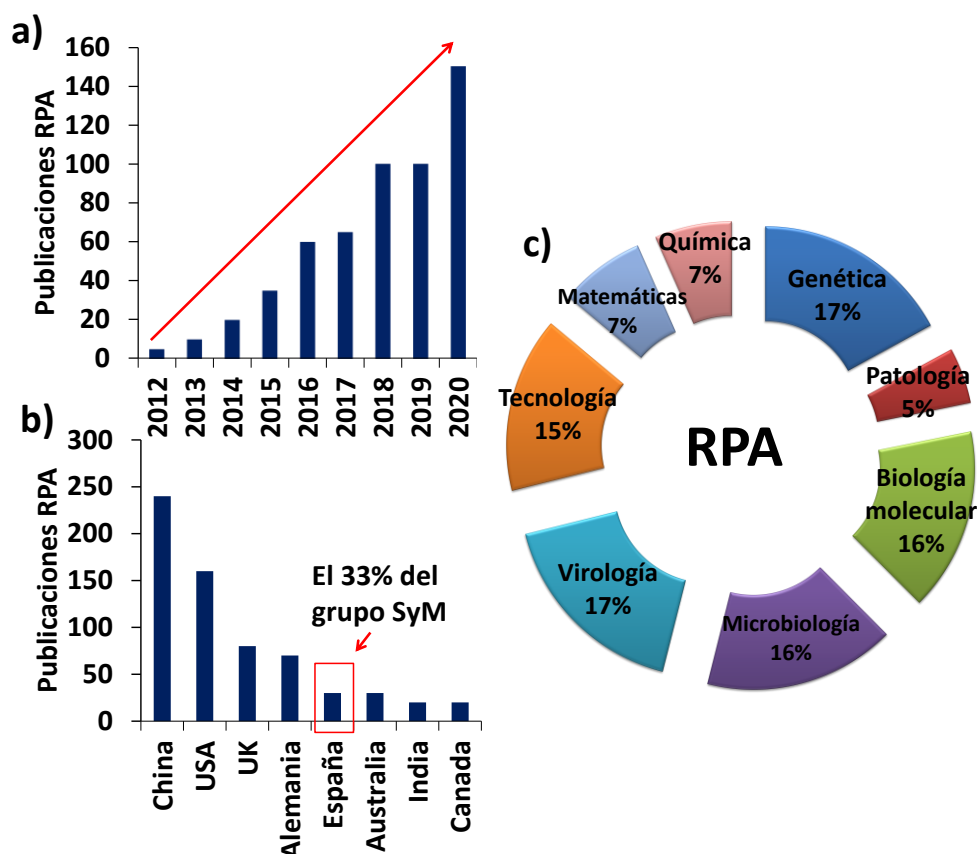 a)
Publicaciones RPA
160
140
120
100
80
60
40
20
0
2012
2013
2014
2015
2016
2017
2018
2019
2020
b)
Publicaciones RPA
300
250
200
150
100
50
0
El 33% del
grupo SyM
China
USA
UK
Alemania
España
Australia
India
Canada
c)
Química
7%
Genética
17%
Patología
5%
Biología
molecular
16%
Microbiología
16%
Virología
17%
Tecnología
15%
Matemáticas
7%
RPA